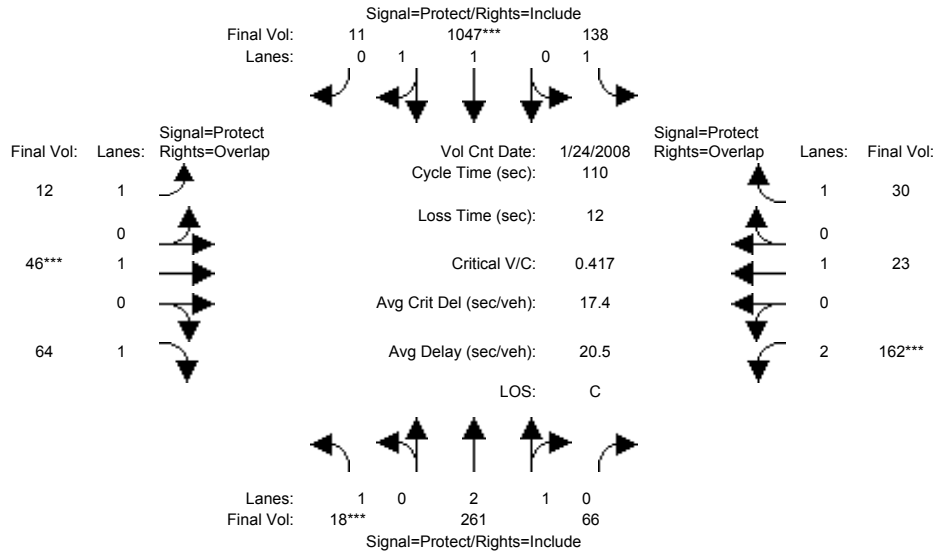 Signal=Protect/Rights=Include
Final Vol: 11 1047*** 138
Lanes: 0 1 1 0 1
Signal=Protect Signal=Protect
Final Vol: Lanes: Rights=Overlap Vol Cnt Date: 1/24/2008 Rights=Overlap Lanes: Final Vol:
Cycle Time (sec): 110
12 1 1 30
Loss Time (sec): 12
0 0
46*** 1 Critical V/C: 0.417 1 23
0 Avg Crit Del (sec/veh): 17.4 0
64 1 Avg Delay (sec/veh): 20.5 2 162***
LOS: C
Lanes: 1 0 2 1 0
Final Vol: 18*** 261 66
Signal=Protect/Rights=Include